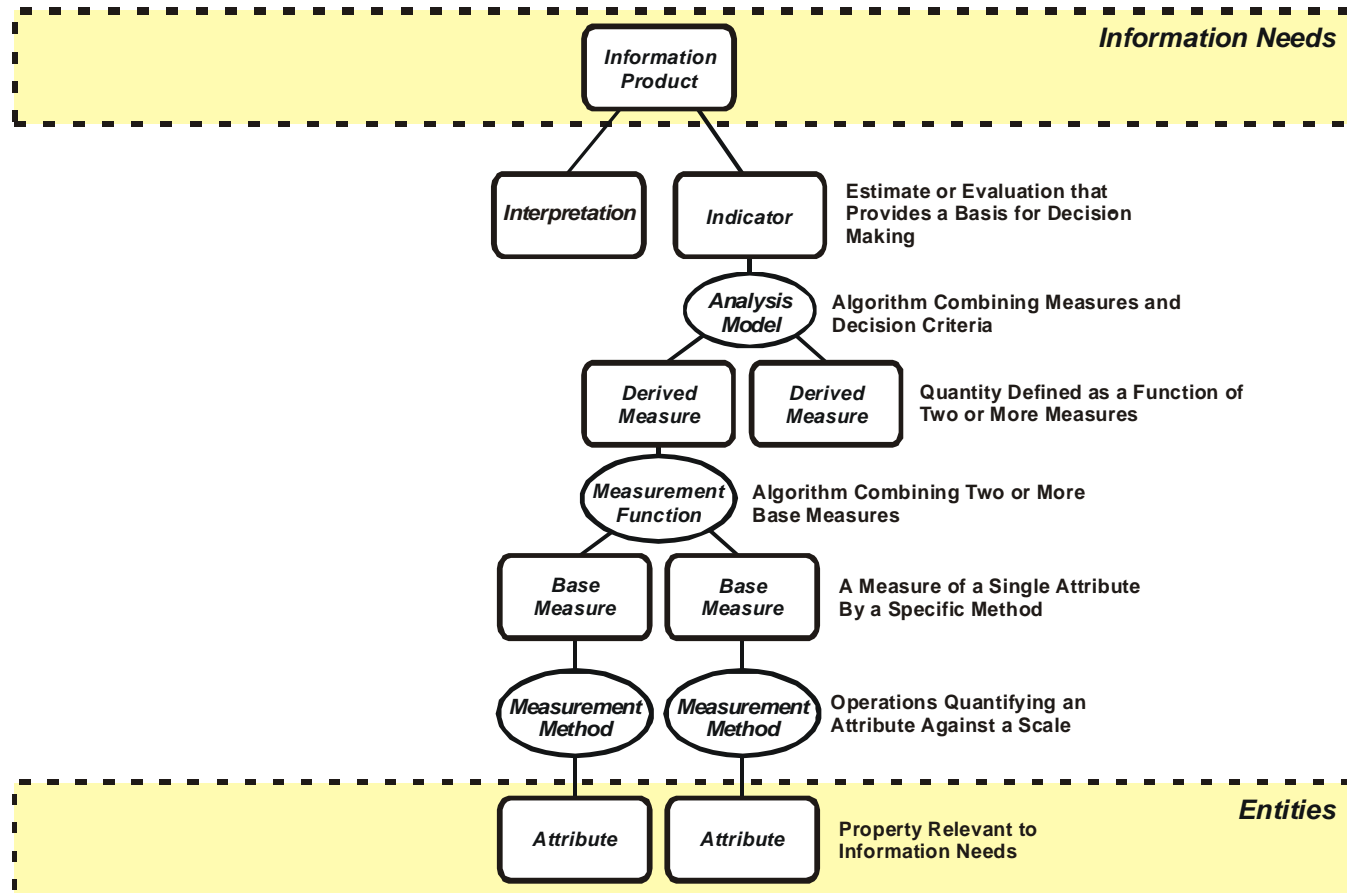 Information Needs
Information
Product
Interpretation
Indicator
Estimate or Evaluation that
Provides a Basis for Decision
Making
Analysis
Model
Algorithm Combining Measures and
Decision Criteria
Derived
Measure
Derived
Measure
Quantity Defined as a Function of
Two or More Measures
Measurement
Function
Algorithm Combining Two or More
Base Measures
Base
Measure
Base
Measure
A Measure of a Single Attribute
By a Specific Method
Measurement
Method
Measurement
Method
Operations Quantifying an
Attribute Against a Scale
Entities
Attribute
Attribute
Property Relevant to
Information Needs